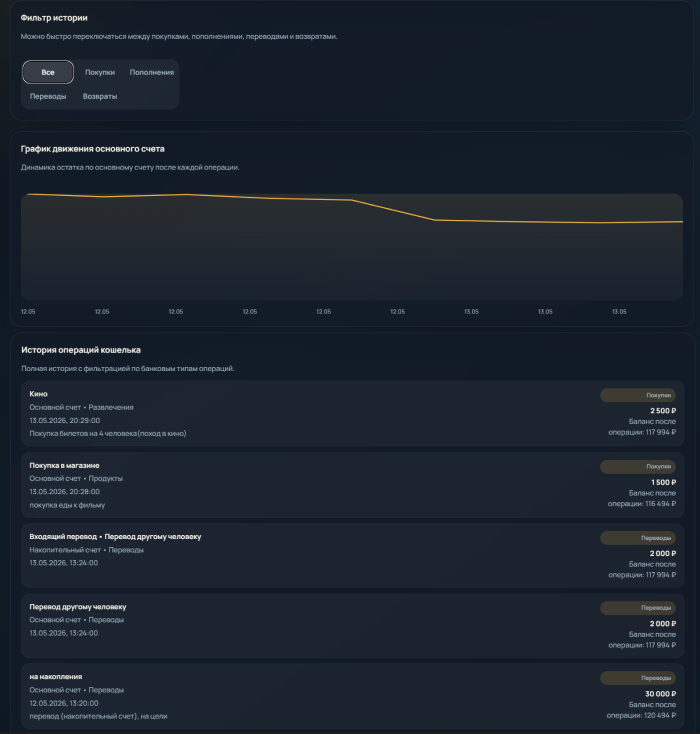 Фильтр истории
Можно быстро переключаться между покупками, пополнениями, переводами и возвратами.
Все Покупки Пополнения
Переводы Возвраты
График движения основного счета
Динамика остатка по основному счету после каждой операции.
12.05 12.05 12.05 12.05 12.05 12.05 13.05 13.05 13.05
История операций кошелька
Полная история с фильтрацией по банковым типам операций.
Кино
Основной счет • Развлечения
13.05.2026, 20:29:00
Покупка билетов на 4 человека(поход в кино)
Покупки
2 500 ₽
Баланс после
операции: 117 994 ₽
Покупка в магазине
Основной счет • Продукты
13.05.2026, 20:28:00
покупка еды к фильму
Покупки
1 500 ₽
Баланс после
операции: 116 494 ₽
Входящий перевод • Перевод другому человеку
Накопительный счет • Переводы
13.05.2026, 13:24:00
Переводы
2 000 ₽
Баланс после
операции: 117 994 ₽
Перевод другому человеку
Основной счет • Переводы
13.05.2026, 13:24:00
Переводы
2 000 ₽
Баланс после
операции: 117 994 ₽
на накопления
Основной счет • Переводы
12.05.2026, 13:20:00
перевод (накопительный счет), на цели
Переводы
30 000 ₽
Баланс после
операции: 120 494 ₽